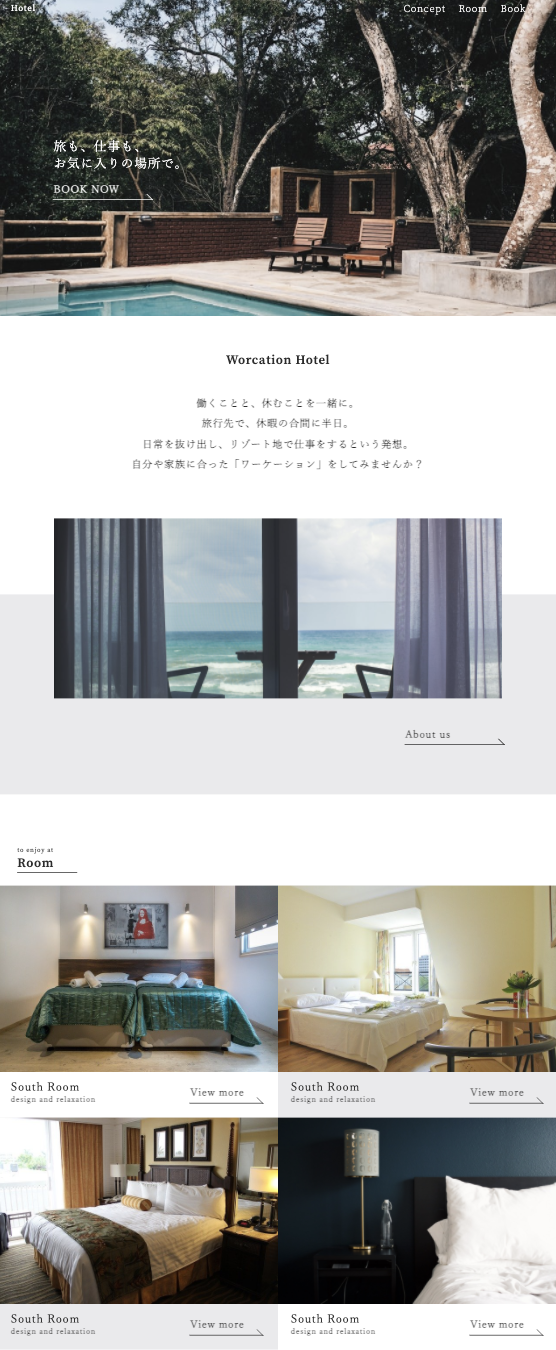 Hotel
Concept Room Book
旅も、仕事も、
お気に入りの場所で。
BOOK NOW
Worcation Hotel
働くことと、休むことを一緒に。
旅行先で、休暇の合間に半日。
日常を抜け出し、リゾート地で仕事をするという発想。
自分や家族に合った「ワーケーション」をしてみませんか？
About us
to enjoy at
Room
South Room
design and relaxation
View more
South Room
design and relaxation
View more
South Room
design and relaxation
View more
South Room
design and relaxation
View more